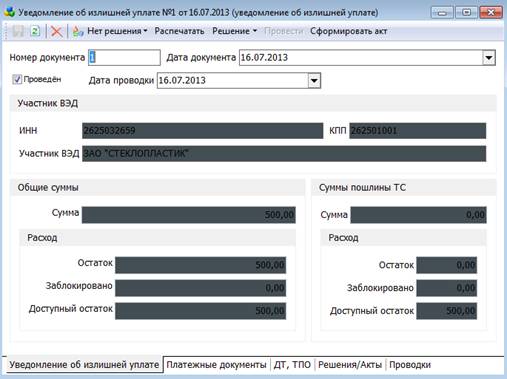 Уведомление об излишней уплате №1 от 16.07.2013 (уведомление об излишней уплате)
Нет решения Распечатать Решение Провести Сформировать акт
Номер документа 1 Дата документа 16.07.2013
Проведён Дата проводки 16.07.2013
Участник ВЭД
ИНН 2625032659 КПП 262501001
Участник ВЭД ЗАО "СТЕКЛОПЛАСТИК"
Общие суммы Суммы пошлины ТС
Сумма 500,00 Сумма 0,00
Расход Расход
Остаток 500,00 Остаток 0,00
Заблокировано 0,00 Заблокировано 0,00
Доступный остаток 500,00 Доступный остаток 500,00
Уведомление об излишней уплате Платежные документы ДТ, ТПО Решения/Акты Проводки